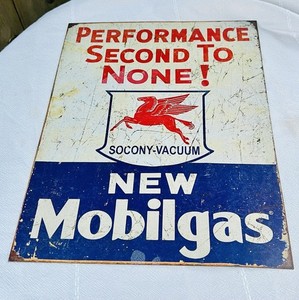 PERFORMANCE
SECOND TO
NONE!
SOCONY-VACUUM
NEW
Mobilgas